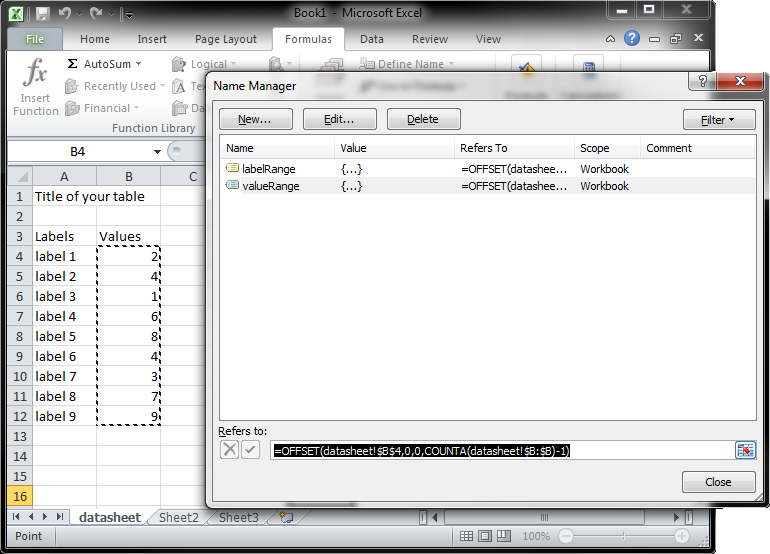 Book1 - Microsoft Excel
File Home Insert Page Layout Formulas Data Review View
fx Insert Function
Σ AutoSum
Recently Used
Financial
Logical
Function Library
Define Name
B4
A B C
1 Title of your table
2
3 Labels Values
4 label 1 2
5 label 2 4
6 label 3 1
7 label 4 6
8 label 5 8
9 label 6 4
10 label 7 3
11 label 8 7
12 label 9 9
13
14
15
16
datasheet Sheet2 Sheet3
Point 100%
Name Manager
New... Edit... Delete Filter
Name Value Refers To Scope Comment
labelRange {...} =OFFSET(datashee... Workbook
valueRange {...} =OFFSET(datashee... Workbook
Refers to:
=OFFSET(datasheet!$B$4,0,0,COUNTA(datasheet!$B:$B)-1)
Close